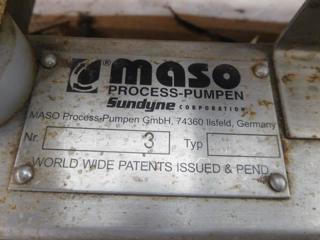 ® maso
PROCESS-PUMPEN
Sundyne CORPORATION
MASO Process-Pumpen GmbH, 74360 Ilsfeld, Germany
Nr. 3 Typ
WORLD WIDE PATENTS ISSUED & PEND.